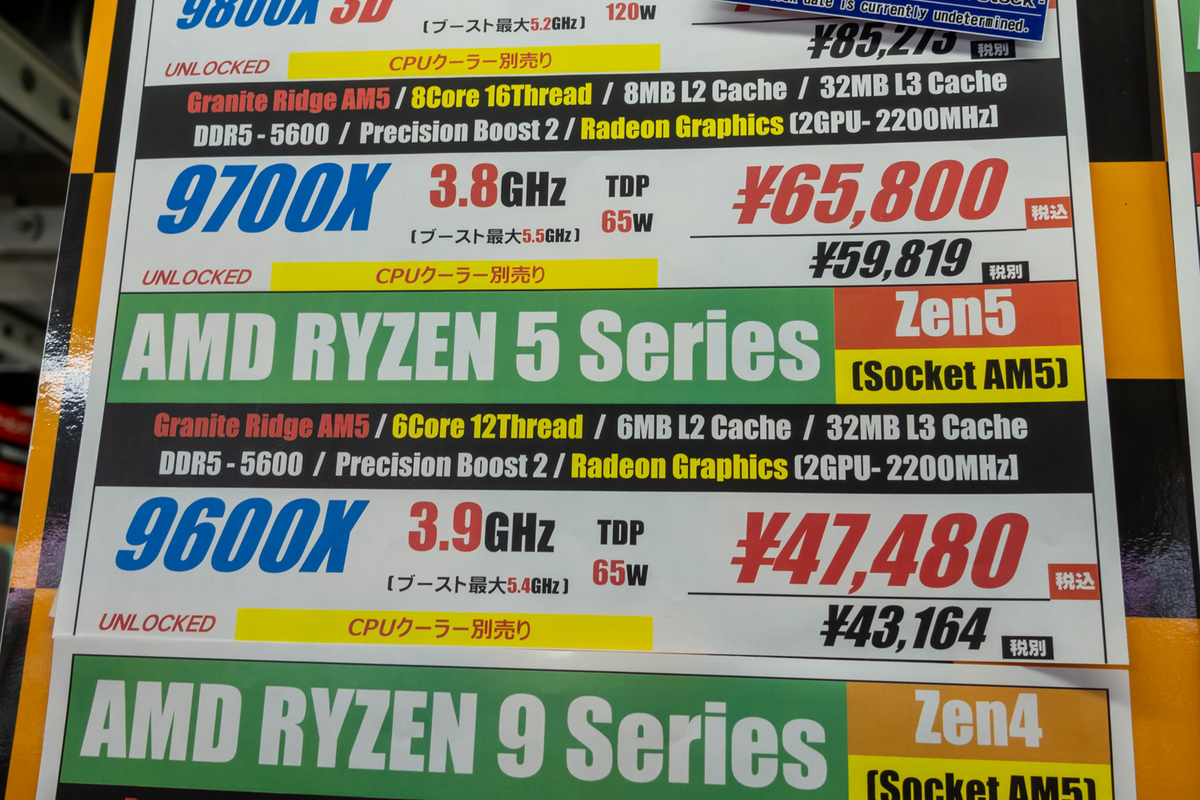 9800X3D
(ブースト最大5.2GHz)
120W
date is currently undetermined.
¥85,273 税別
UNLOCKED CPUクーラー別売り
Granite Ridge AM5 / 8Core 16Thread / 8MB L2 Cache / 32MB L3 Cache
DDR5 - 5600 / Precision Boost 2 / Radeon Graphics (2GPU- 2200MHz]
9700X 3.8GHz TDP ¥65,800 税込
(ブースト最大5.5GHz) 65W ¥59,819 税別
UNLOCKED CPUクーラー別売り
AMD RYZEN 5 Series Zen5
(Socket AM5)
Granite Ridge AM5 / 6Core 12Thread / 6MB L2 Cache / 32MB L3 Cache
DDR5 - 5600 / Precision Boost 2 / Radeon Graphics (2GPU- 2200MHz]
9600X 3.9GHz TDP ¥47,480 税込
(ブースト最大5.4GHz) 65W ¥43,164 税別
UNLOCKED CPUクーラー別売り
AMD RYZEN 9 Series Zen4
(Socket AM5)